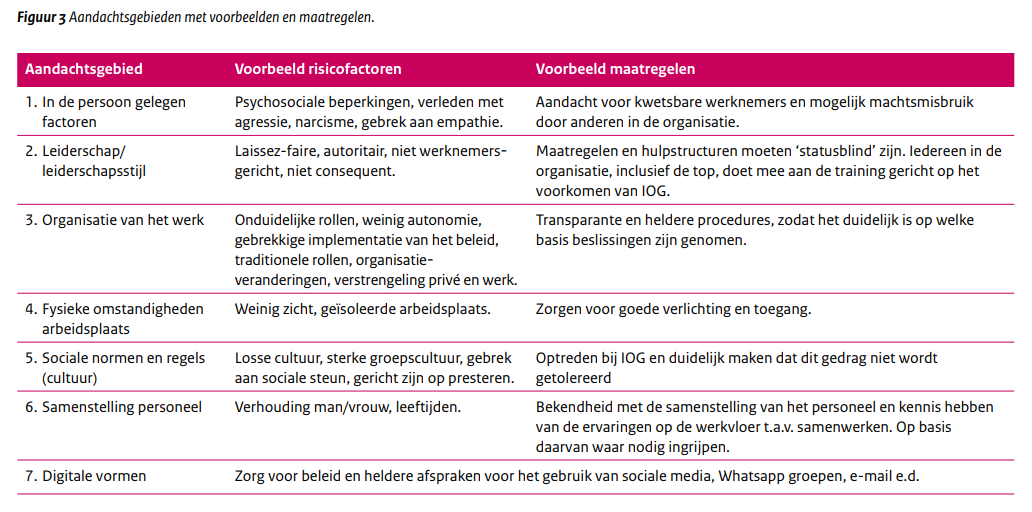 Figuur 3 Aandachtsgebieden met voorbeelden en maatregelen.
Aandachtsgebied Voorbeeld risicofactoren Voorbeeld maatregelen
1. In de persoon gelegen
factoren
Psychosociale beperkingen, verleden met
agressie, narcisme, gebrek aan empathie.
Aandacht voor kwetsbare werknemers en mogelijk machtsmisbruik
door anderen in de organisatie.
2. Leiderschap/
leiderschapsstijl
Laissez-faire, autoritair, niet werknemers-
gericht, niet consequent.
Maatregelen en hulpstructuren moeten ‘statusblind’ zijn. Iedereen in de
organisatie, inclusief de top, doet mee aan de training gericht op het
voorkomen van IOG.
3. Organisatie van het werk
Onduidelijke rollen, weinig autonomie,
gebrekkige implementatie van het beleid,
traditionele rollen, organisatie-
veranderingen, verstrengeling privé en werk.
Transparante en heldere procedures, zodat het duidelijk is op welke
basis beslissingen zijn genomen.
4. Fysieke omstandigheden
arbeidsplaats
Weinig zicht, geïsoleerde arbeidsplaats.
Zorgen voor goede verlichting en toegang.
5. Sociale normen en regels
(cultuur)
Losse cultuur, sterke groepscultuur, gebrek
aan sociale steun, gericht zijn op presteren.
Optreden bij IOG en duidelijk maken dat dit gedrag niet wordt
getolereerd
6. Samenstelling personeel
Verhouding man/vrouw, leeftijden.
Bekendheid met de samenstelling van het personeel en kennis hebben
van de ervaringen op de werkvloer t.a.v. samenwerken. Op basis
daarvan waar nodig ingrijpen.
7. Digitale vormen
Zorg voor beleid en heldere afspraken voor het gebruik van sociale media, Whatsapp groepen, e-mail e.d.